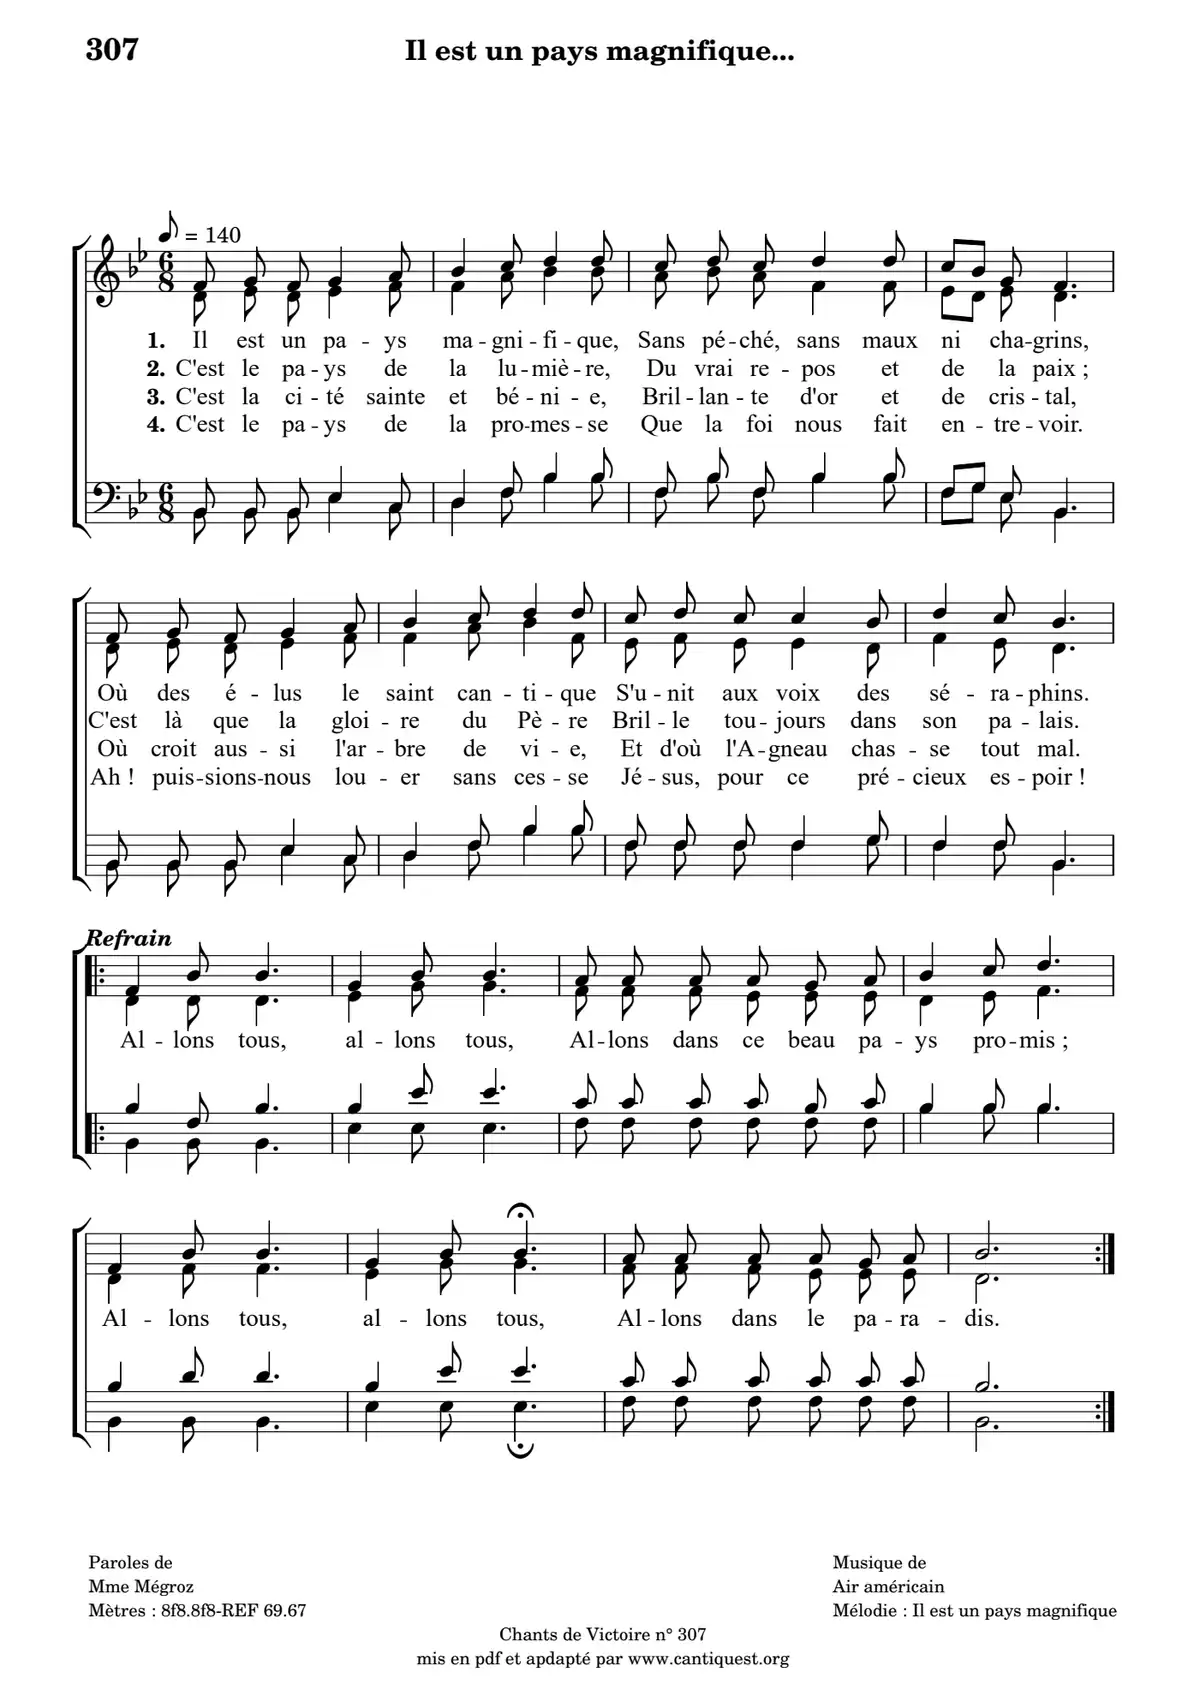 307
Il est un pays magnifique...
= 140
6 8
1. Il est un pa - ys ma - gni - fi - que, Sans pé - ché, sans maux ni cha - grins,
2. C'est le pa - ys de la lu - miè - re, Du vrai re - pos et de la paix ;
3. C'est la ci - té sainte et bé - ni - e, Bril - lan - te d'or et de cris - tal,
4. C'est le pa - ys de la pro - mes - se Que la foi nous fait en - tre - voir.
6 8
Où des é - lus le saint can - ti - que S'u - nit aux voix des sé - ra - phins.
C'est là que la gloi - re du Pè - re Bril - le tou - jours dans son pa - lais.
Où croit aus - si l'ar - bre de vi - e, Et d'où l'A - gneau chas - se tout mal.
Ah ! puis - sions - nous lou - er sans ces - se Jé - sus, pour ce pré - cieux es - poir !
Refrain
Al - lons tous, al - lons tous, Al - lons dans ce beau pa - ys pro - mis ;
Al - lons tous, al - lons tous, Al - lons dans le pa - ra - dis.
Paroles de
Mme Mégroz
Mètres : 8f8.8f8-REF 69.67
Musique de
Air américain
Mélodie : Il est un pays magnifique
Chants de Victoire n° 307
mis en pdf et apdapté par www.cantiquest.org